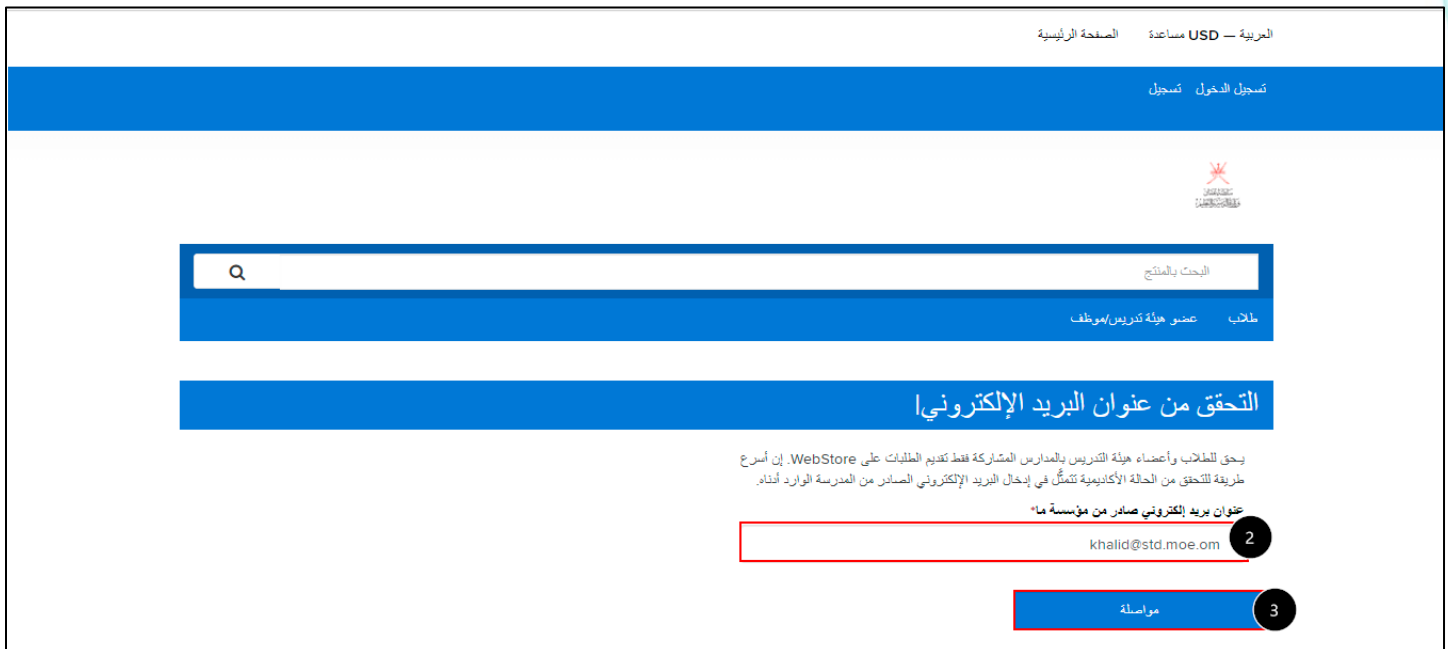 العربية — USD مساعدة الصفحة الرئيسية
تسجيل الدخول تسجيل
البحث بالمنتج
طلاب عضو هيئة تدريس/موظف
التحقق من عنوان البريد الإلكتروني|
يحق للطلاب وأعضاء هيئة التدريس بالمدارس المشاركة فقط تقديم الطلبات على WebStore. إن أسرع
طريقة للتحقق من الحالة الأكاديمية تتمثَّل في إدخال البريد الإلكتروني الصادر من المدرسة الوارد أدناه.
عنوان بريد إلكتروني صادر من مؤسسة ما*
khalid@std.moe.om 2
مواصلة 3